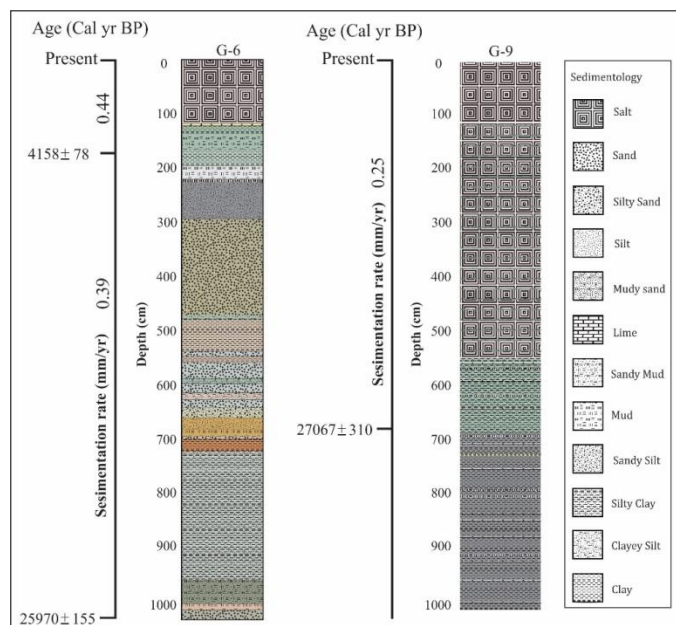 Age (Cal yr BP)
G-6
Present
0
100
200
300
400
500
600
700
800
900
1000
Depth (cm)
0.44
4158±78
0.39
Sesimentation rate (mm/yr)
25970±155
Age (Cal yr BP)
G-9
Present
0
100
200
300
400
500
600
700
800
900
1000
Depth (cm)
0.25
Sesimentation rate (mm/yr)
27067±310
Sedimentology
Salt
Sand
Silty Sand
Silt
Mudy sand
Lime
Sandy Mud
Mud
Sandy Silt
Silty Clay
Clayey Silt
Clay